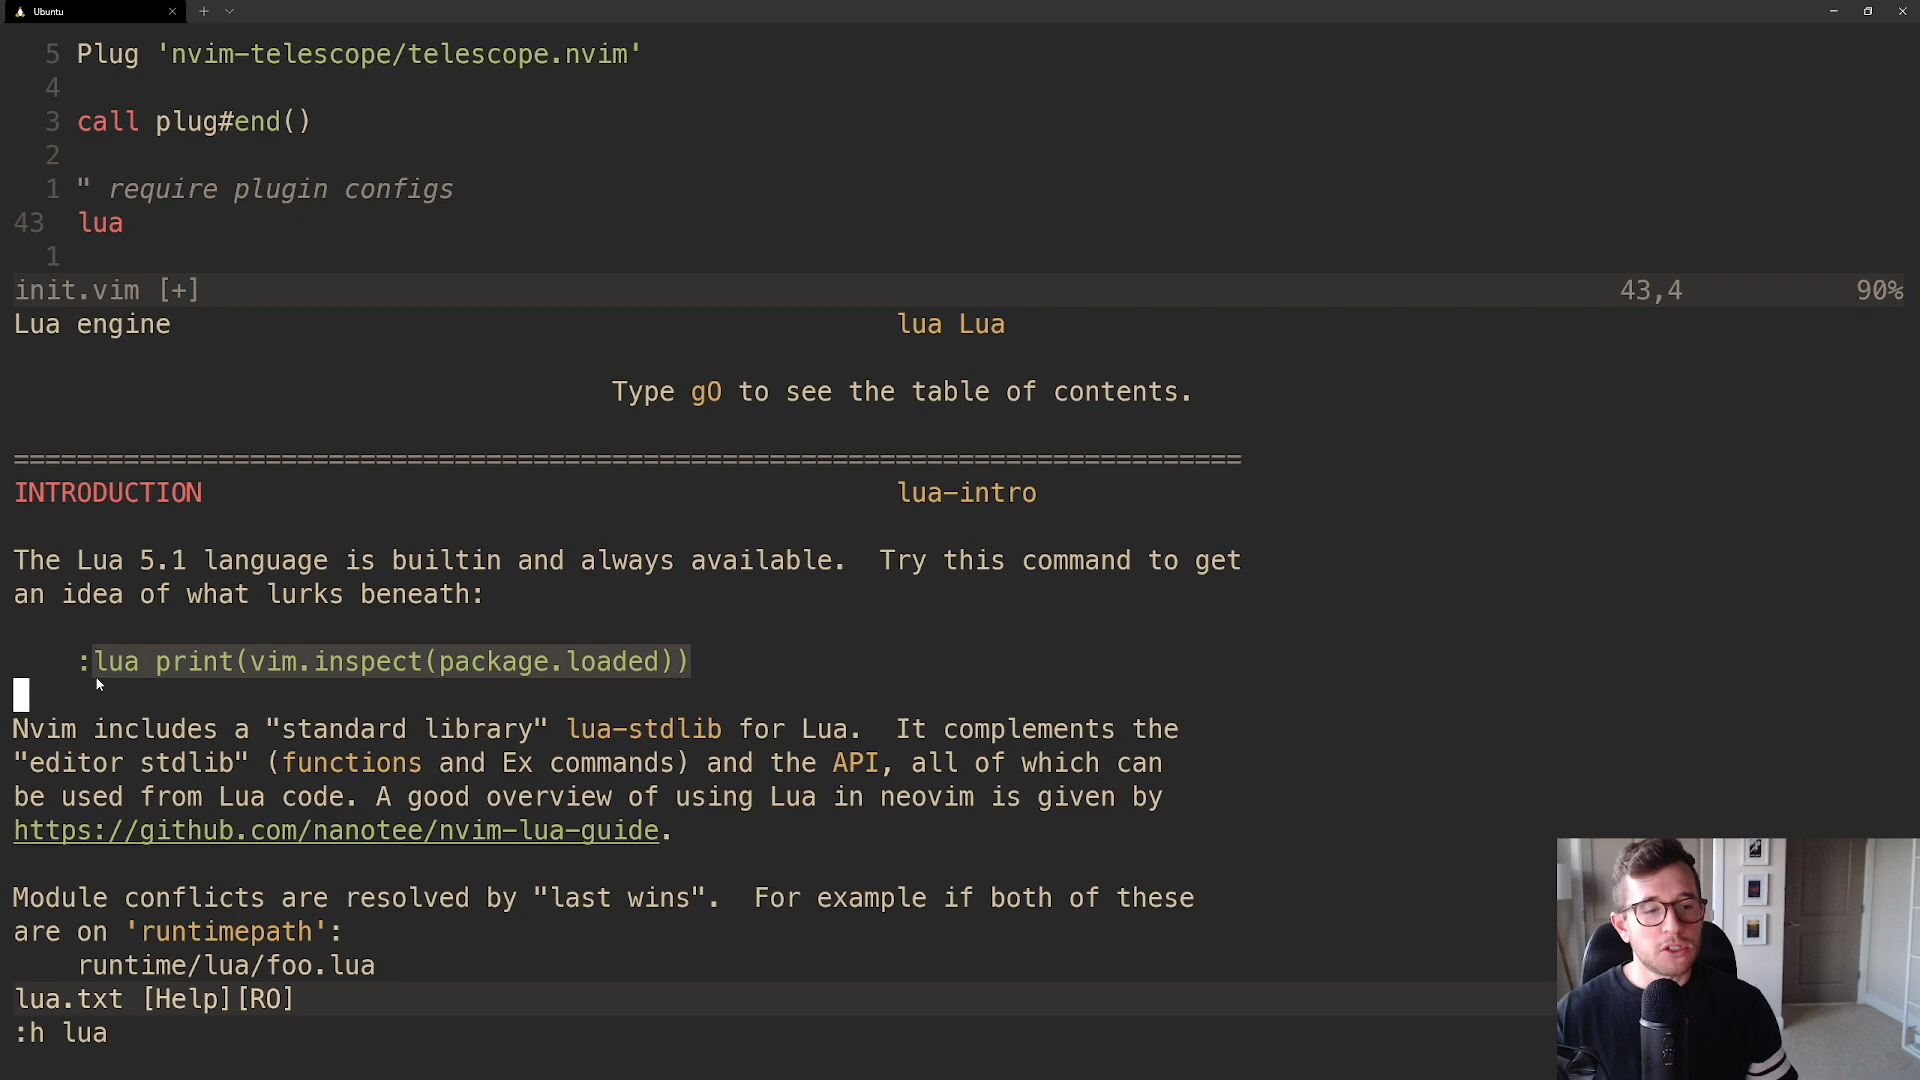 Ubuntu
5 Plug 'nvim-telescope/telescope.nvim'
4
3 call plug#end()
2
1 " require plugin configs
43 lua
1
init.vim [+] 43,4 90%
Lua engine lua Lua
Type gO to see the table of contents.
==============================================================================
INTRODUCTION lua-intro
The Lua 5.1 language is builtin and always available.  Try this command to get
an idea of what lurks beneath:
:lua print(vim.inspect(package.loaded))
Nvim includes a "standard library" lua-stdlib for Lua.  It complements the
"editor stdlib" (functions and Ex commands) and the API, all of which can
be used from Lua code. A good overview of using Lua in neovim is given by
https://github.com/nanotee/nvim-lua-guide.
Module conflicts are resolved by "last wins".  For example if both of these
are on 'runtimepath':
runtime/lua/foo.lua
lua.txt [Help][RO]
:h lua